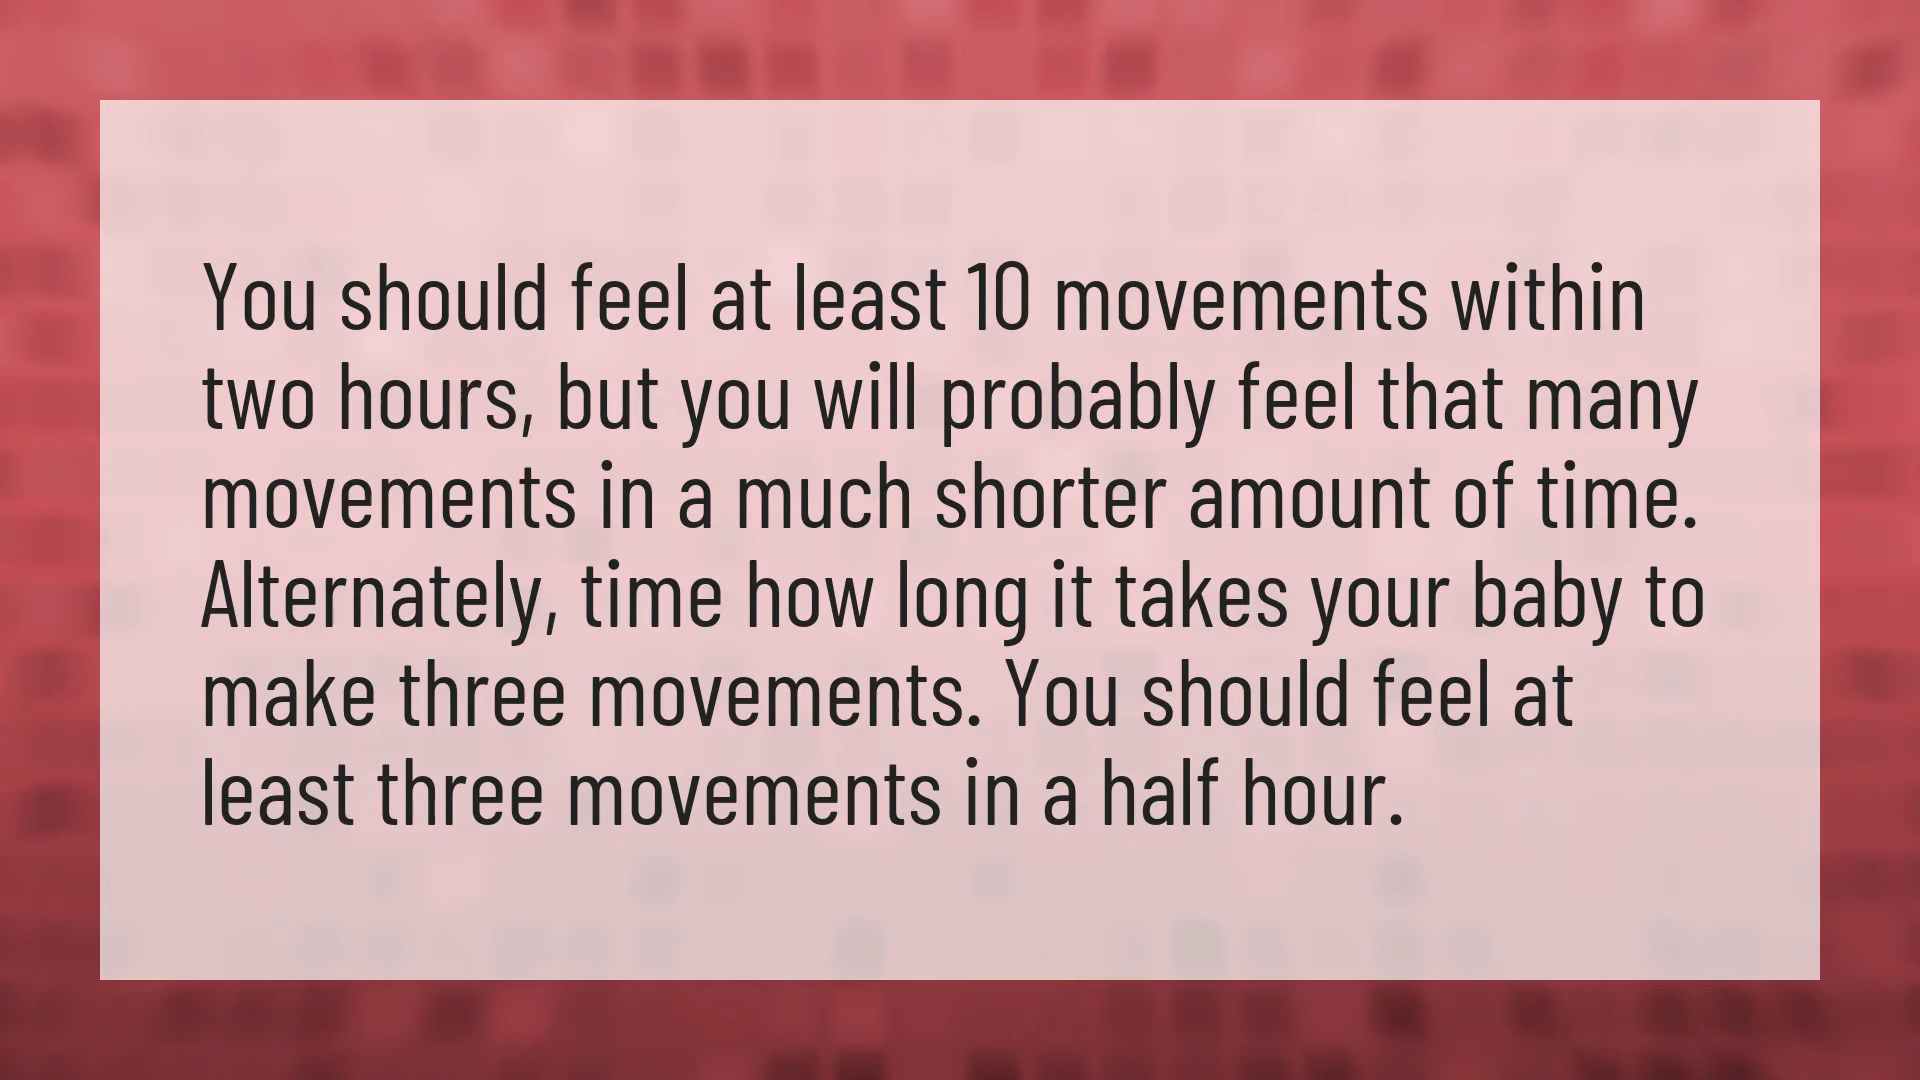 You should feel at least 10 movements within
two hours, but you will probably feel that many
movements in a much shorter amount of time.
Alternately, time how long it takes your baby to
make three movements. You should feel at
least three movements in a half hour.